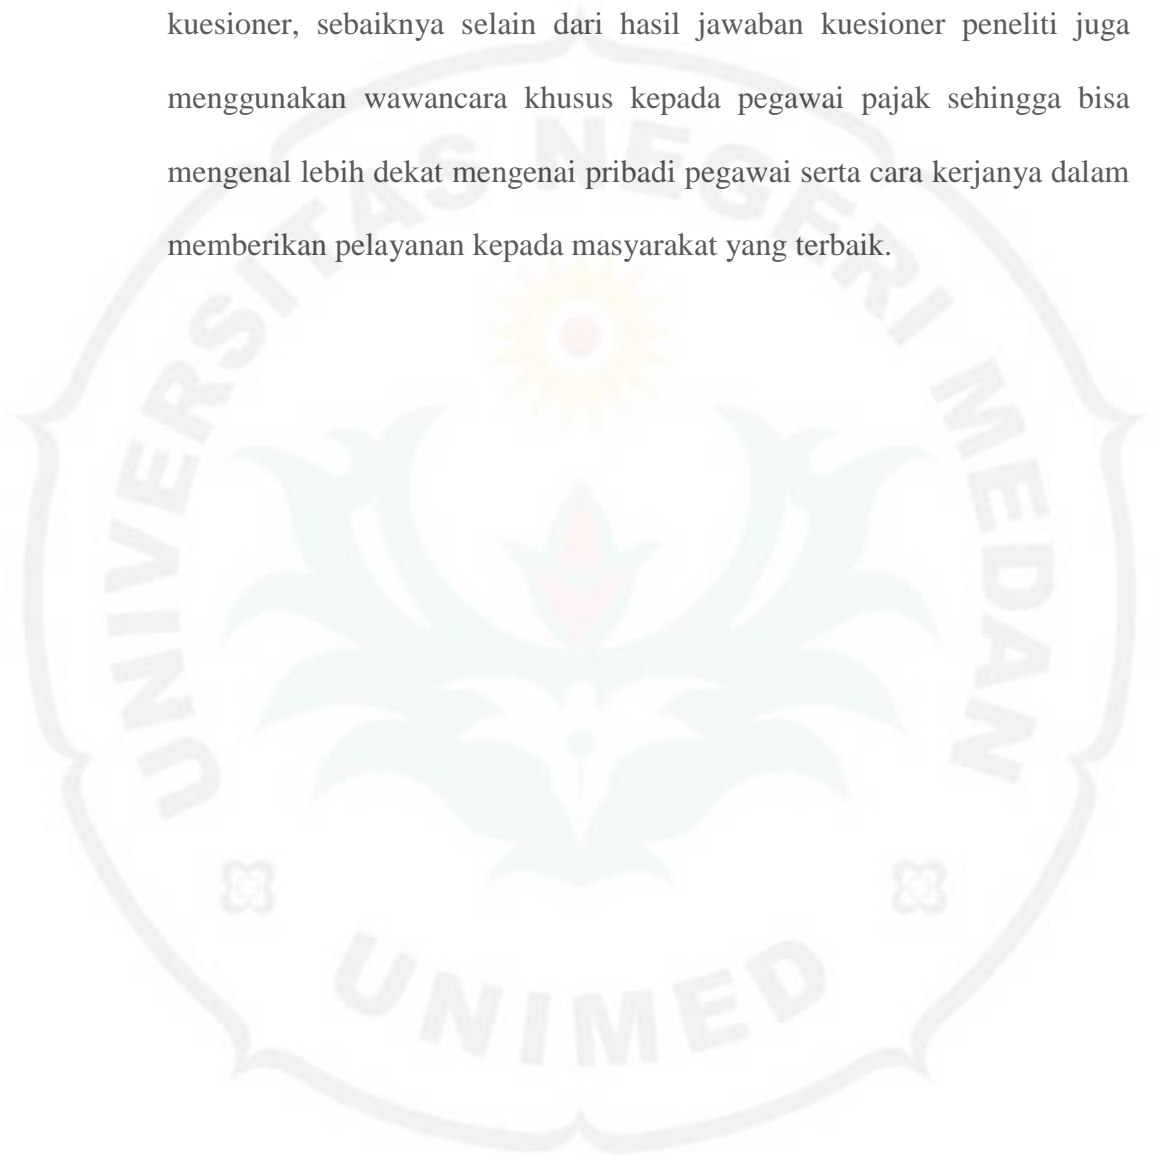 kuesioner, sebaiknya selain dari hasil jawaban kuesioner peneliti juga
menggunakan wawancara khusus kepada pegawai pajak sehingga bisa
mengenal lebih dekat mengenai pribadi pegawai serta cara kerjanya dalam
memberikan pelayanan kepada masyarakat yang terbaik.
UNIVERSITAS NEGERI MEDAN
UNIMED